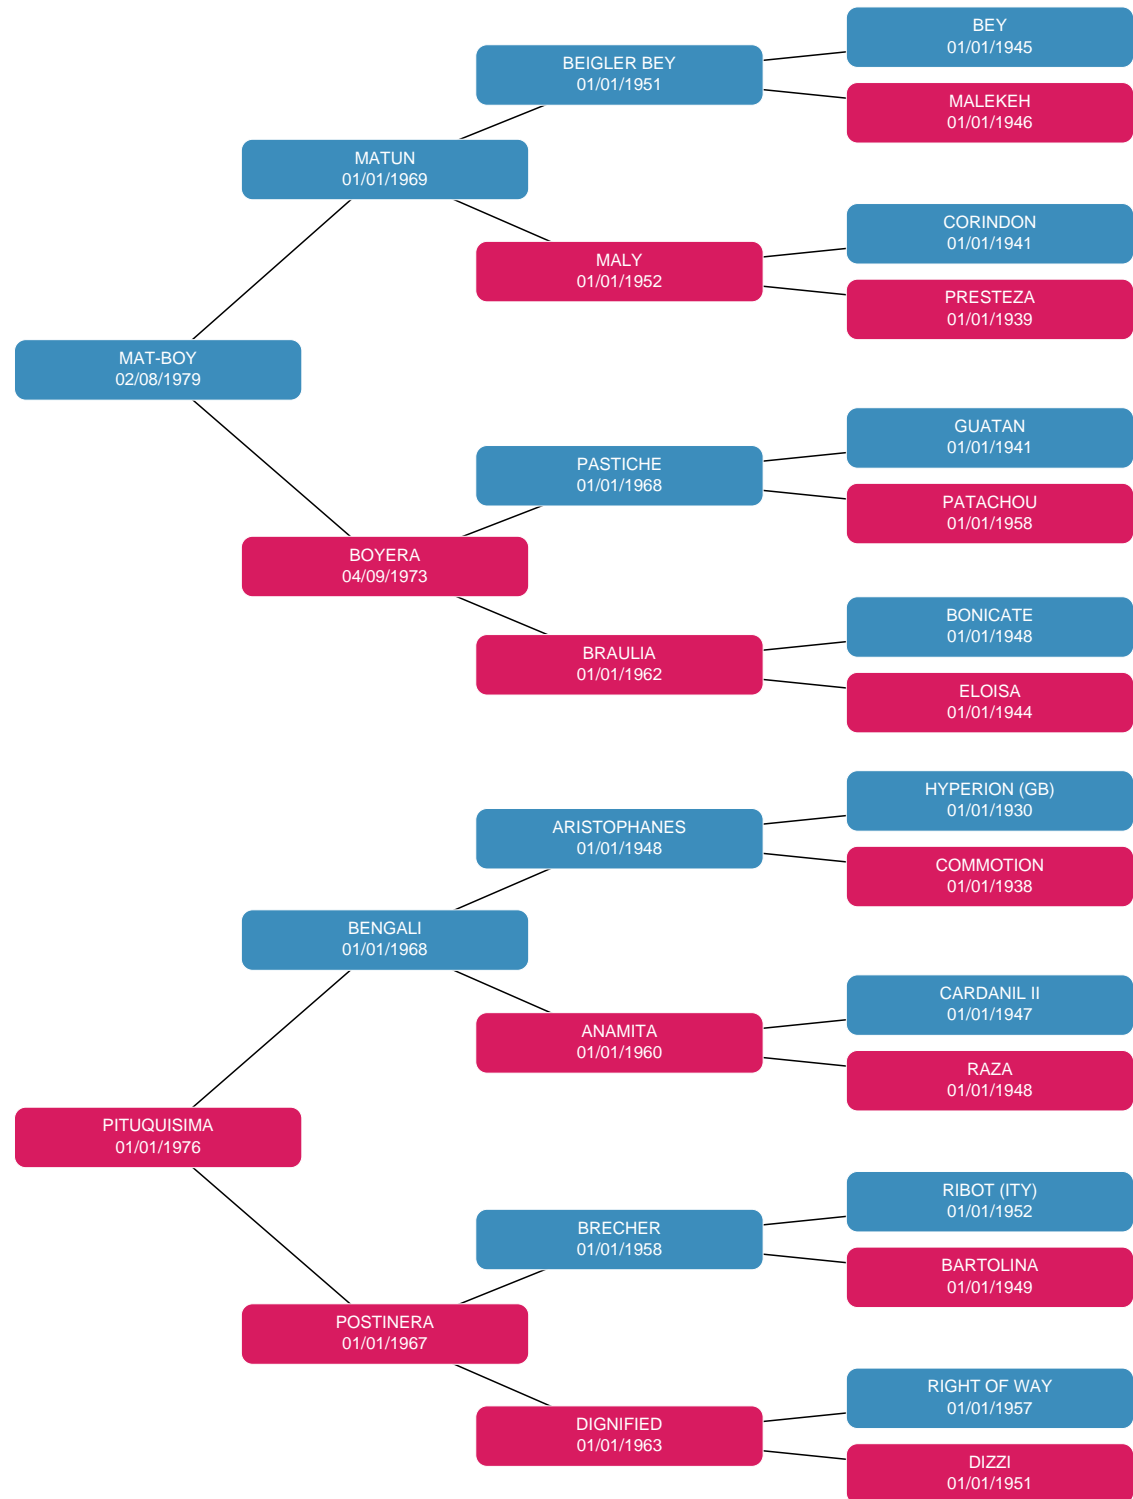 BEY
01/01/1945
BEIGLER BEY
01/01/1951
MALEKEH
01/01/1946
MATUN
01/01/1969
CORINDON
01/01/1941
MALY
01/01/1952
PRESTEZA
01/01/1939
MAT-BOY
02/08/1979
GUATAN
01/01/1941
PASTICHE
01/01/1968
PATACHOU
01/01/1958
BOYERA
04/09/1973
BONICATE
01/01/1948
BRAULIA
01/01/1962
ELOISA
01/01/1944
HYPERION (GB)
01/01/1930
ARISTOPHANES
01/01/1948
COMMOTION
01/01/1938
BENGALI
01/01/1968
CARDANIL II
01/01/1947
ANAMITA
01/01/1960
RAZA
01/01/1948
PITUQUISIMA
01/01/1976
RIBOT (ITY)
01/01/1952
BRECHER
01/01/1958
BARTOLINA
01/01/1949
POSTINERA
01/01/1967
RIGHT OF WAY
01/01/1957
DIGNIFIED
01/01/1963
DIZZI
01/01/1951